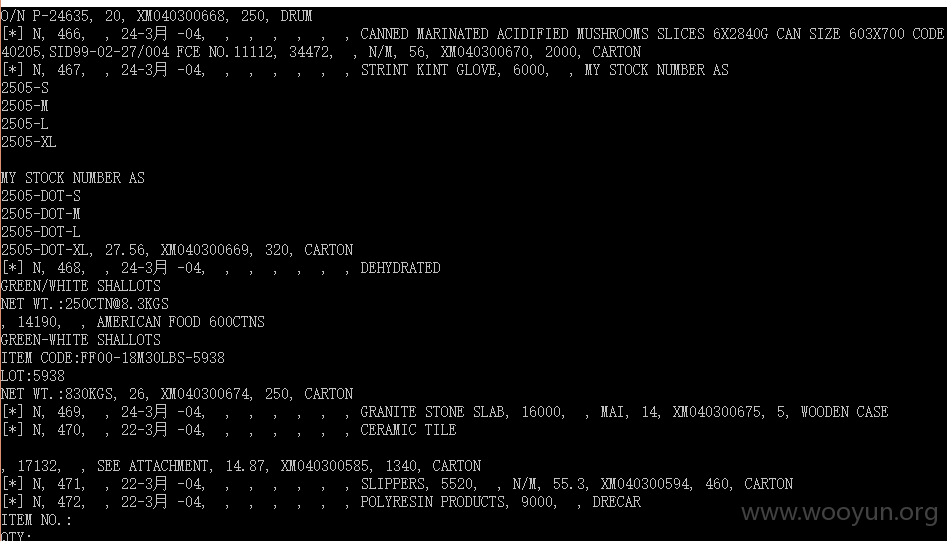 O/N P-24635, 20, XM040300668, 250, DRUM
[*] N, 466, , 24-3月 -04, , , , , , CANNED MARINATED ACIDIFIED MUSHROOMS SLICES 6X2840G CAN SIZE 603X700 CODE
40205,SID99-02-27/004 FCE NO.11112, 34472, , N/M, 56, XM040300670, 2000, CARTON
[*] N, 467, , 24-3月 -04, , , , , , STRINT KINT GLOVE, 6000, , MY STOCK NUMBER AS
2505-S
2505-M
2505-L
2505-XL
MY STOCK NUMBER AS
2505-DOT-S
2505-DOT-M
2505-DOT-L
2505-DOT-XL, 27.56, XM040300669, 320, CARTON
[*] N, 468, , 24-3月 -04, , , , , , DEHYDRATED
GREEN/WHITE SHALLOTS
NET WT.:250CTN@8.3KGS
, 14190, , AMERICAN FOOD 600CTNS
GREEN-WHITE SHALLOTS
ITEM CODE:FF00-18M30LBS-5938
LOT:5938
NET WT.:830KGS, 26, XM040300674, 250, CARTON
[*] N, 469, , 24-3月 -04, , , , , , GRANITE STONE SLAB, 16000, , MAI, 14, XM040300675, 5, WOODEN CASE
[*] N, 470, , 22-3月 -04, , , , , , CERAMIC TILE
, 17132, , SEE ATTACHMENT, 14.87, XM040300585, 1340, CARTON
[*] N, 471, , 22-3月 -04, , , , , , SLIPPERS, 5520, , N/M, 55.3, XM040300594, 460, CARTON
[*] N, 472, , 22-3月 -04, , , , , , POLYRESIN PRODUCTS, 9000, , DRECAR
ITEM NO.:
QTY:
www.wooyun.org